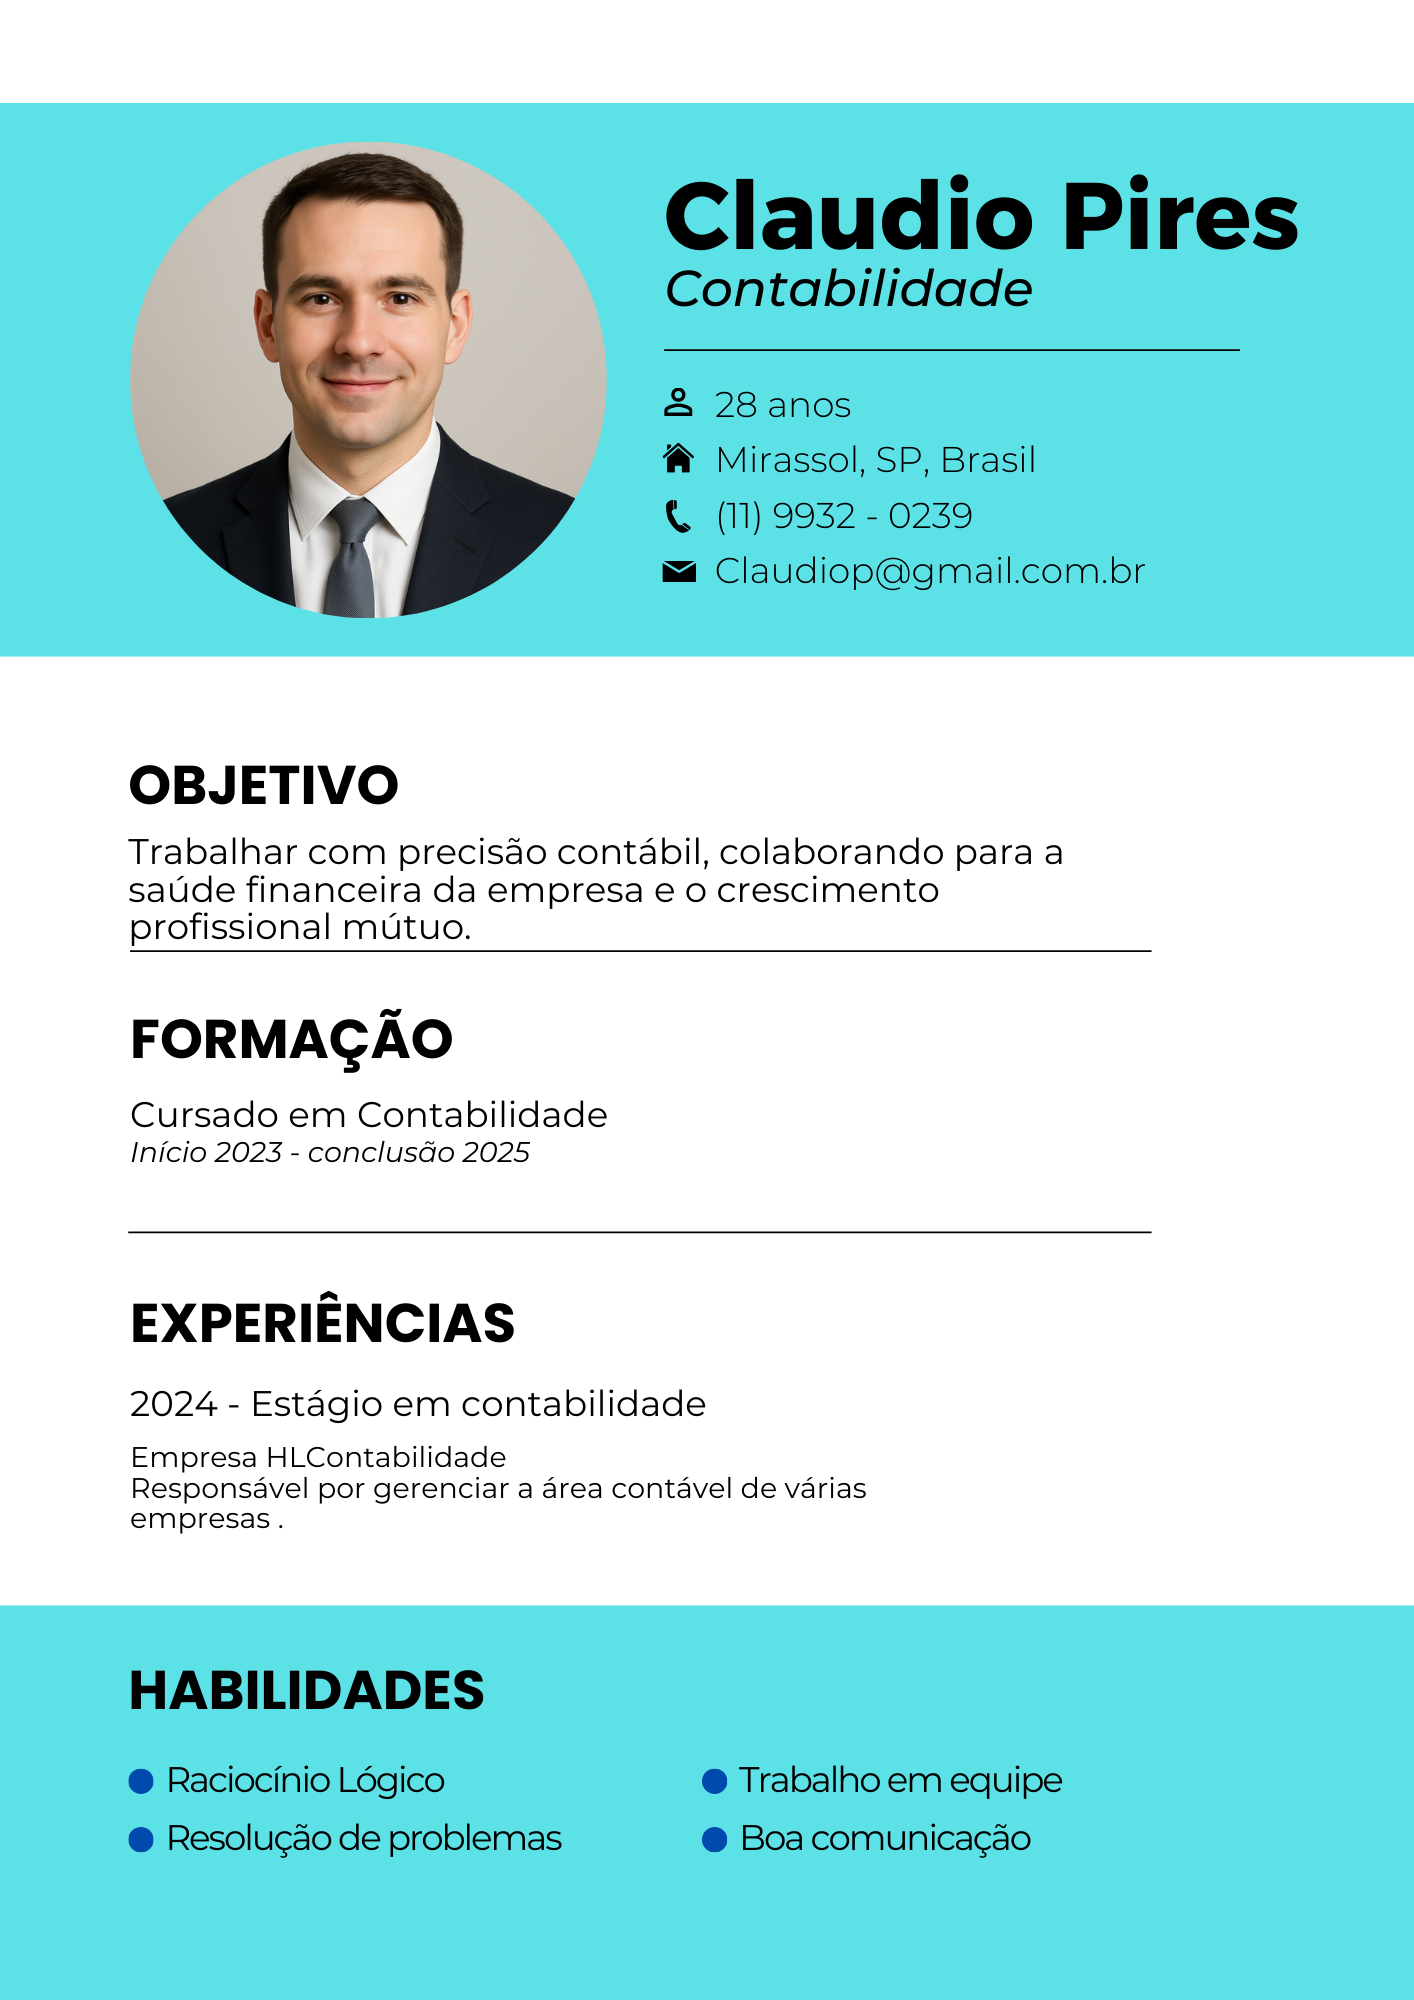 Claudio Pires
Contabilidade
28 anos
Mirassol, SP, Brasil
(11) 9932 - 0239
Claudiop@gmail.com.br
OBJETIVO
Trabalhar com precisão contábil, colaborando para a
saúde financeira da empresa e o crescimento
profissional mútuo.
FORMAÇÃO
Cursado em Contabilidade
Início 2023 - conclusão 2025
EXPERIÊNCIAS
2024 - Estágio em contabilidade
Empresa HLContabilidade
Responsável por gerenciar a área contável de várias
empresas .
HABILIDADES
Raciocínio Lógico
Resolução de problemas
Trabalho em equipe
Boa comunicação